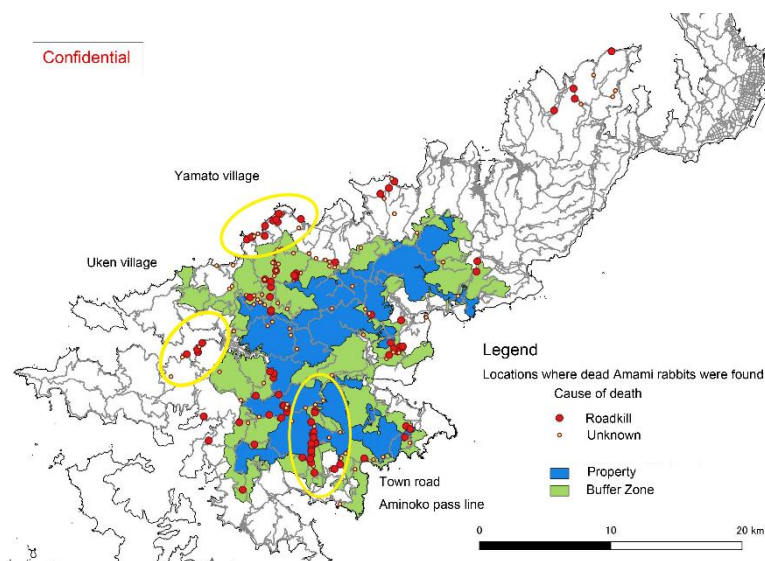 Confidential
Yamato village
Uken village
Legend
Locations where dead Amami rabbits were found
Cause of death
Roadkill
Unknown
Property
Buffer Zone
Town road
Aminoko pass line
0 10 20 km